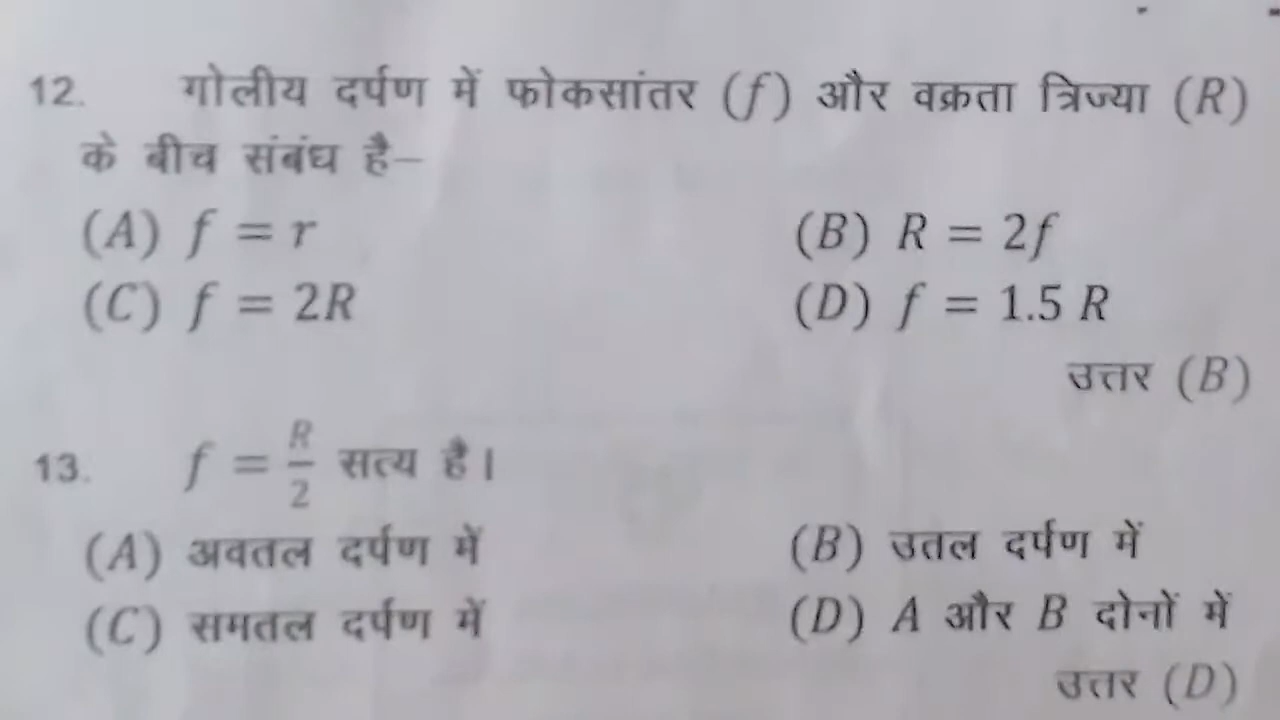 12. गोलीय दर्पण में फोकसांतर (f) और वक्रता त्रिज्या (R)
के बीच संबंध है–
(A) f = r (B) R = 2f
(C) f = 2R (D) f = 1.5 R
उत्तर (B)
13. f = R/2 सत्य है।
(A) अवतल दर्पण में (B) उतल दर्पण में
(C) समतल दर्पण में (D) A और B दोनों में
उत्तर (D)